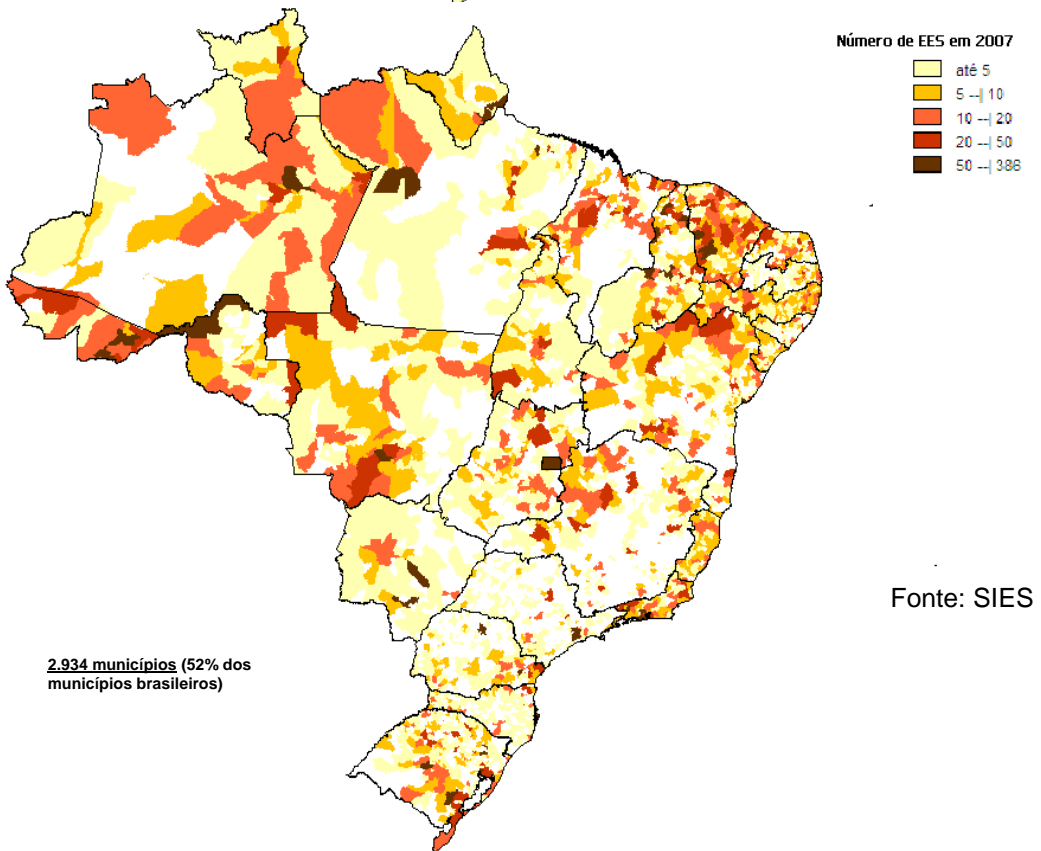 Número de EES em 2007
até 5
5 --| 10
10 --| 20
20 --| 50
50 --| 386
Fonte: SIES
2.934 municípios (52% dos
municípios brasileiros)